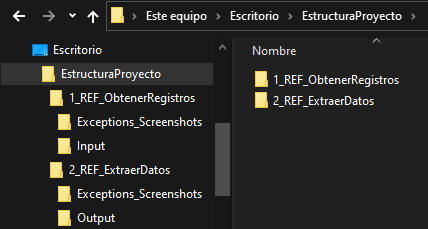 Este equipo > Escritorio > EstructuraProyecto >
Escritorio
EstructuraProyecto
1_REF_ObtenerRegistros
Exceptions_Screenshots
Input
2_REF_ExtraerDatos
Exceptions_Screenshots
Output
Nombre
1_REF_ObtenerRegistros
2_REF_ExtraerDatos